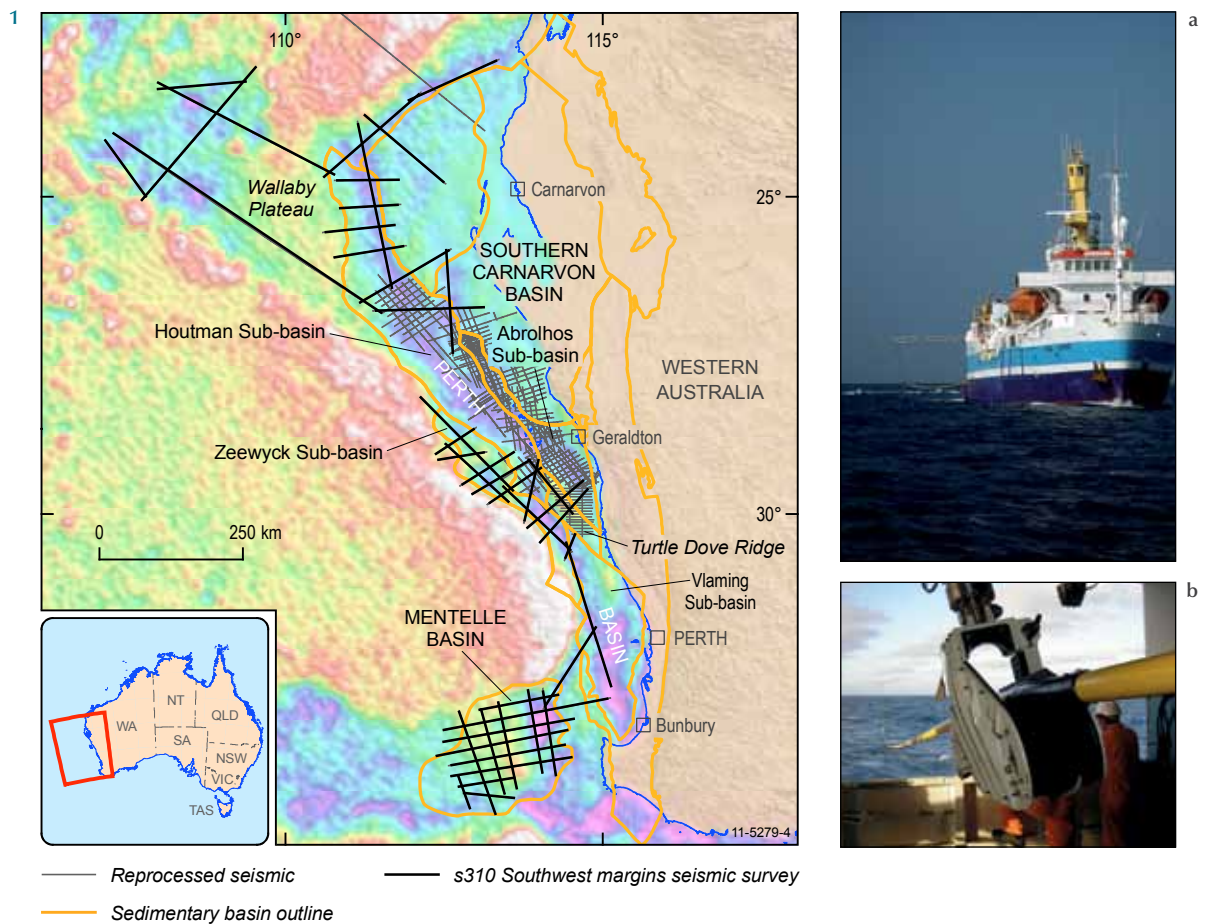 1
110°
115°
a
Wallaby
Plateau
Carnarvon
25°
SOUTHERN
CARNARVON
BASIN
Houtman Sub-basin
Abrolhos
Sub-basin
PERTH
WESTERN
AUSTRALIA
Geraldton
Zeewyck Sub-basin
0
250 km
30°
Turtle Dove Ridge
Vlaming
Sub-basin
b
MENTELLE
BASIN
BASIN
PERTH
Bunbury
NT
QLD
WA
SA
NSW
VIC
TAS
11-5279-4
Reprocessed seismic
s310 Southwest margins seismic survey
Sedimentary basin outline